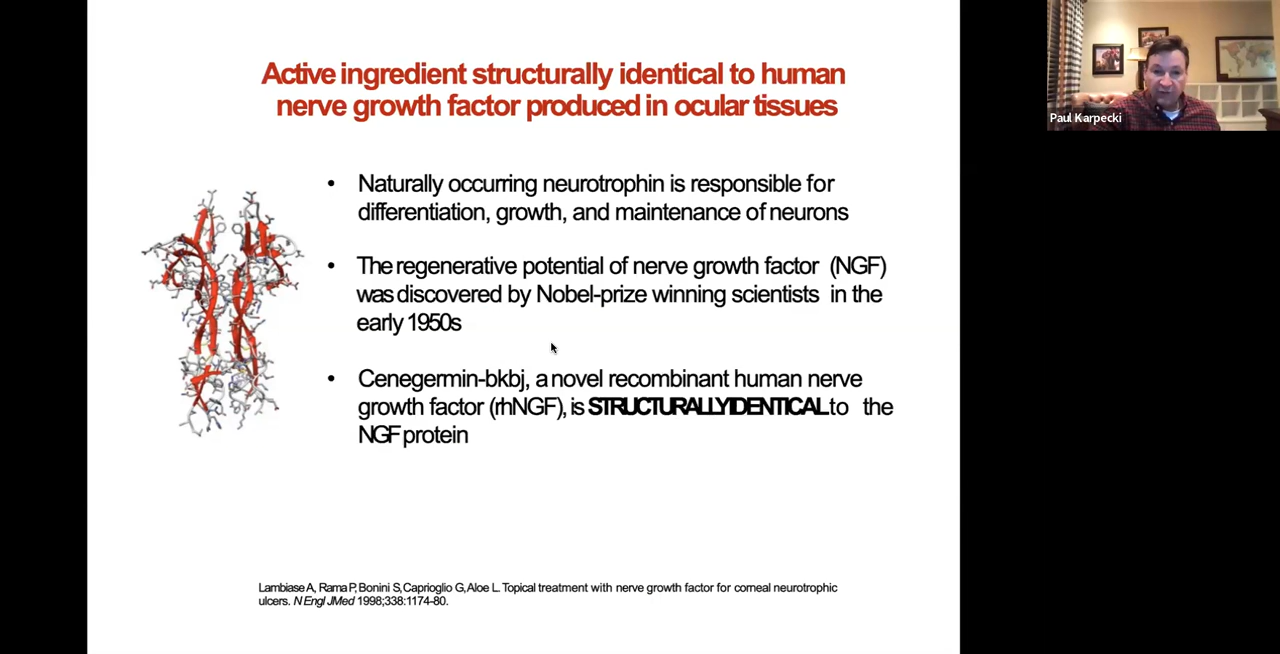 Active ingredient structurally identical to human
nerve growth factor produced in ocular tissues
• Naturally occurring neurotrophin is responsible for
differentiation, growth, and maintenance of neurons
• The regenerative potential of nerve growth factor (NGF)
was discovered by Nobel-prize winning scientists in the
early 1950s
• Cenegermin-bkbj, a novel recombinant human nerve
growth factor (rhNGF), is STRUCTURALLY IDENTICAL to the
NGF protein
Lambiase A, Rama P, Bonini S, Caprioglio G, Aloe L. Topical treatment with nerve growth factor for corneal neurotrophic
ulcers. N Engl J Med 1998;338:1174-80.
Paul Karpecki